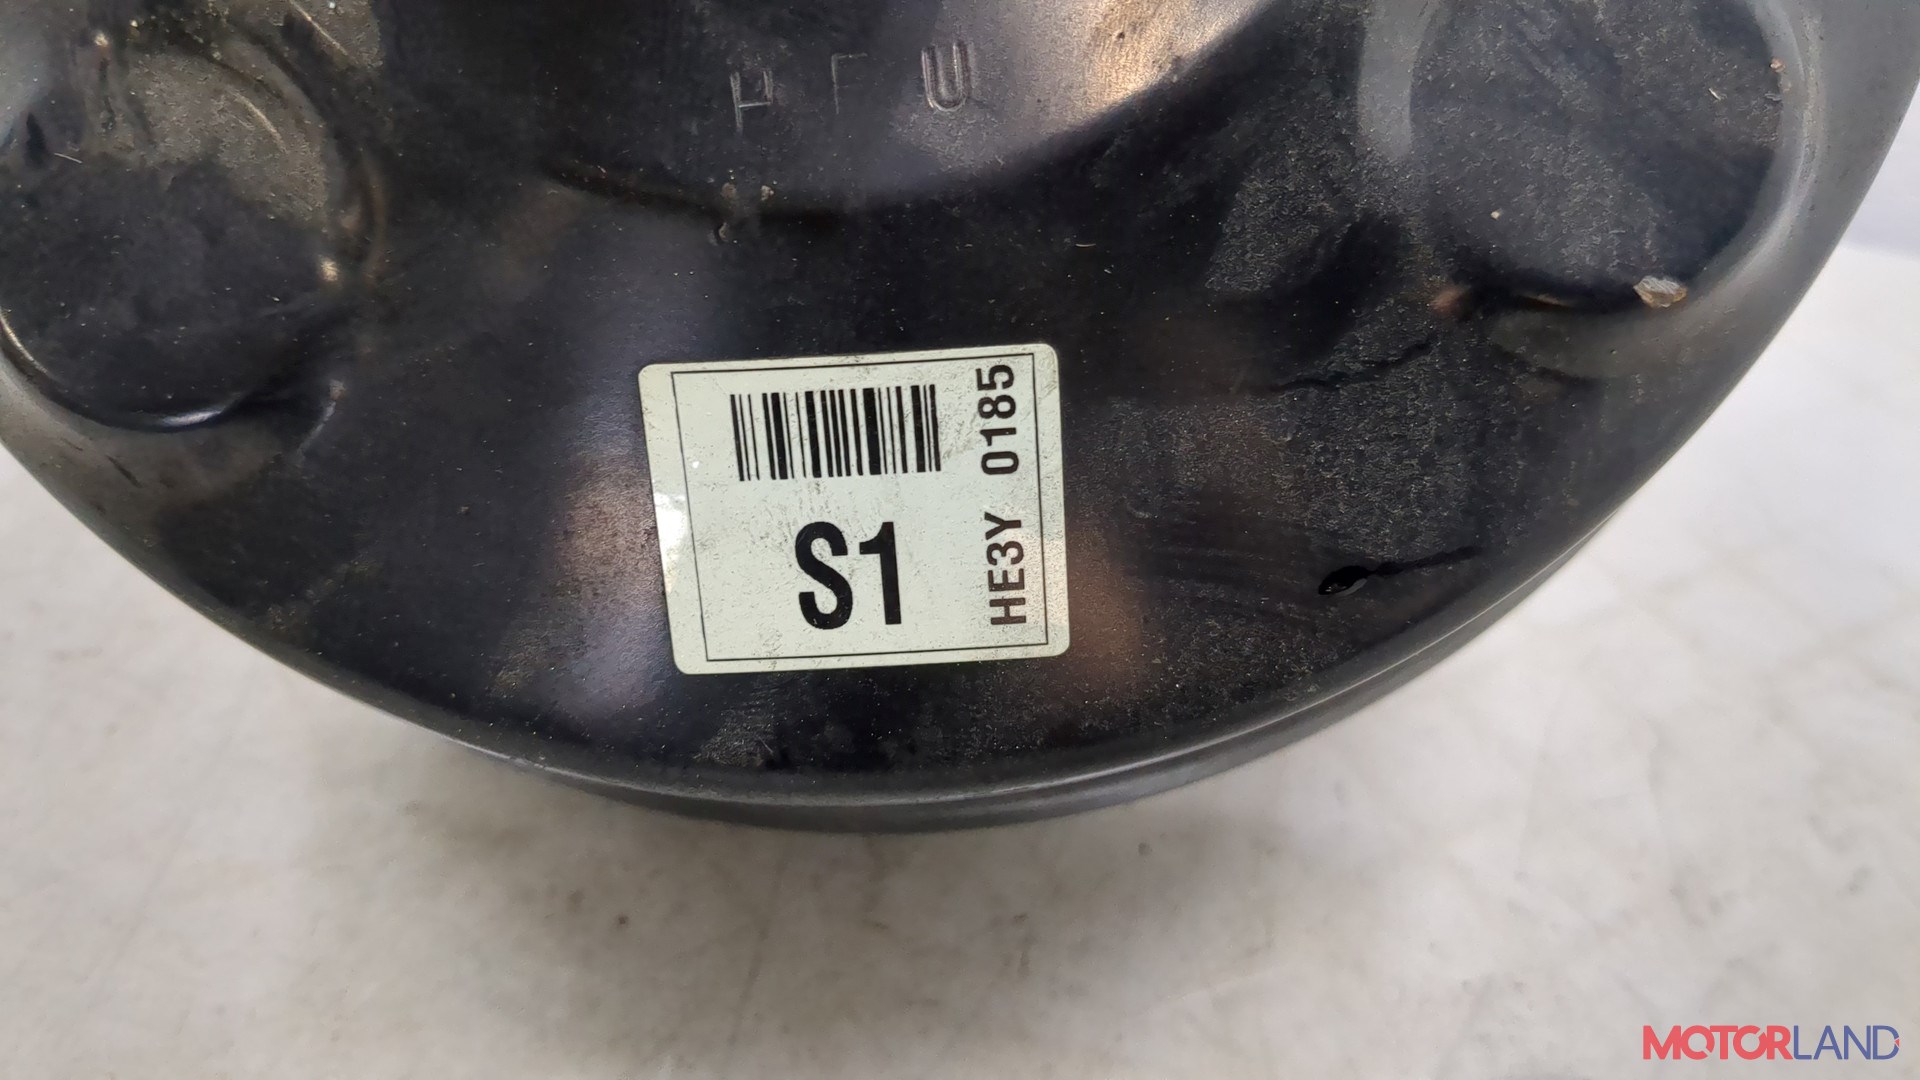 P F U
S1
HE3Y 0185
MOTORLAND